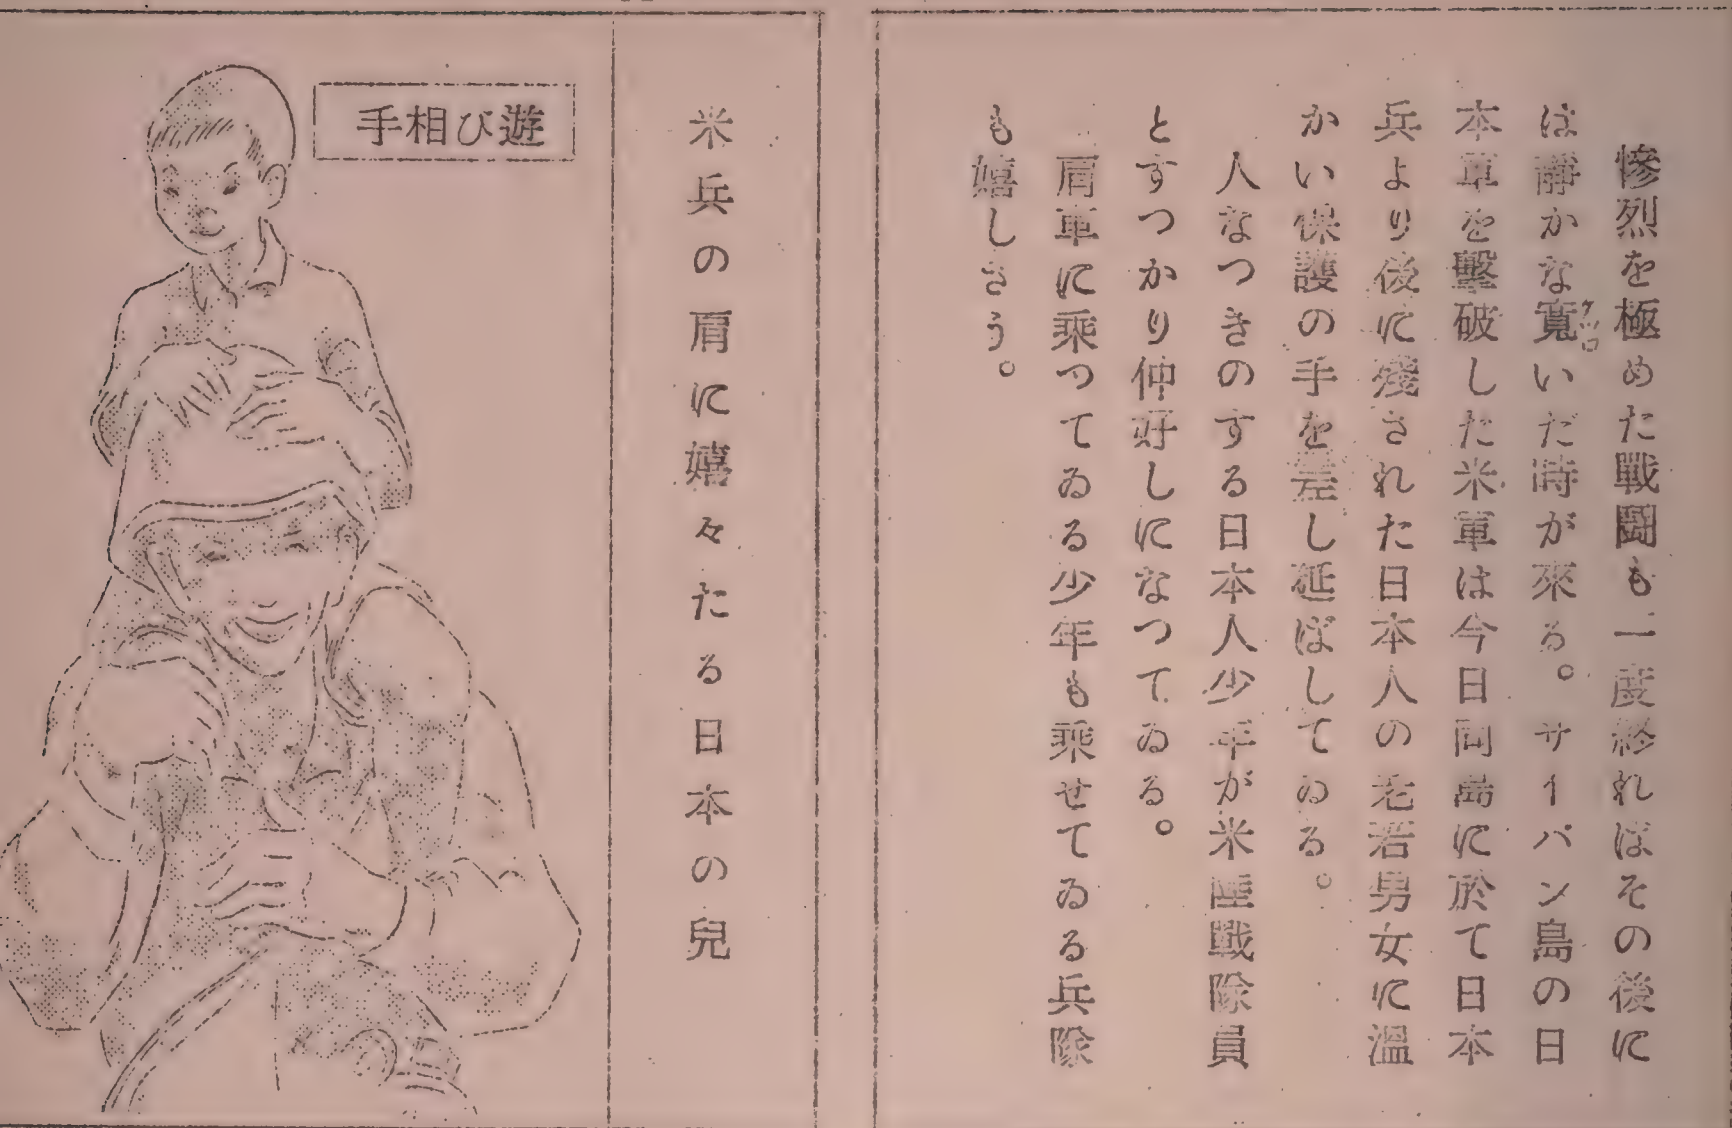 慘烈を極めた戰鬪も一度終ればその後に
は靜かな寬いだ時が來る。サイパン島の日
本軍を擊破した米軍は今日同島に於て日本
兵より後に殘された日本人の老若男女に溫
かい保護の手を差し延ばしてゐる。
人なつきのする日本人少年が米陸戰隊員
とすつかり仲好しになつてゐる。
肩車に乘つてゐる少年も乘せてゐる兵隊
も嬉しさう。
米兵の肩に嬉々たる日本の兒
遊び相手